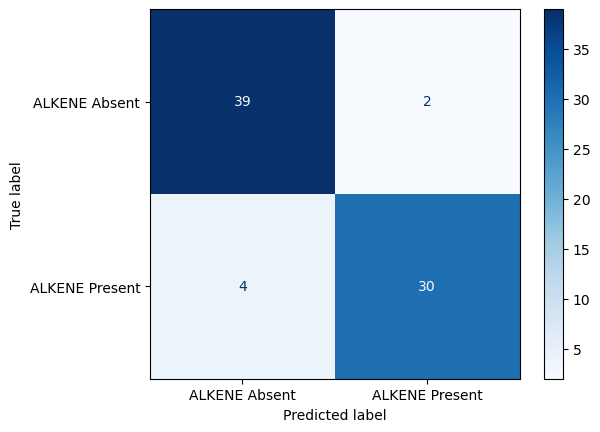 ALKENE Absent
ALKENE Present
True label
39
2
4
30
ALKENE Absent
ALKENE Present
Predicted label
35
30
25
20
15
10
5